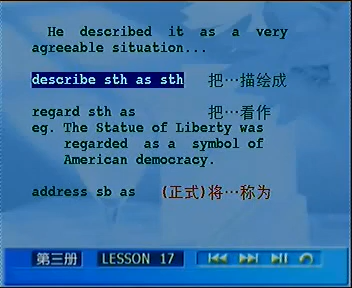 He described it as a very
agreeable situation...
describe sth as sth 把…描绘成
regard sth as 把…看作
eg. The Statue of Liberty was
regarded as a symbol of
American democracy.
address sb as (正式)将…称为
第三册 LESSON 17